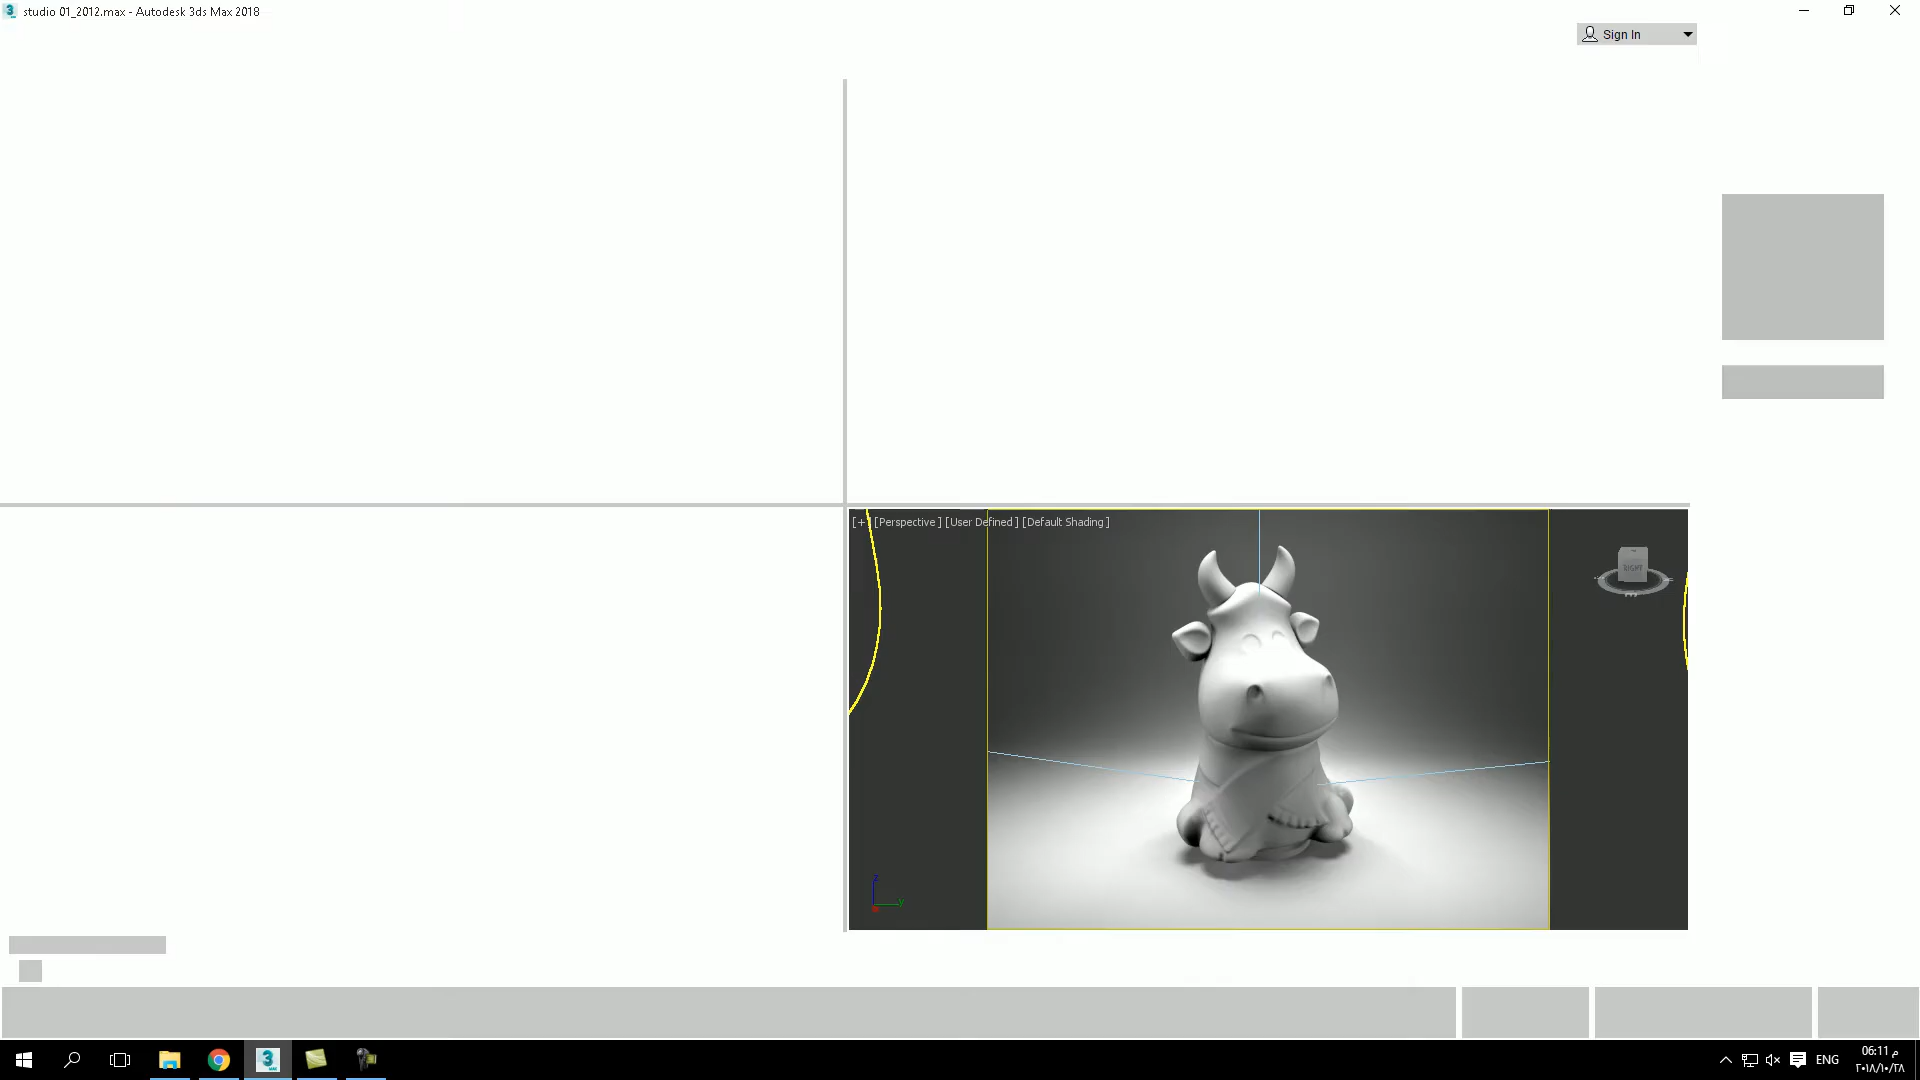 studio 01_2012.max - Autodesk 3ds Max 2018
Sign In
[+] [Perspective] [User Defined] [Default Shading]
RIGHT
z
y
ENG
06:11 م
٢٠١٨/١٠/٢٨